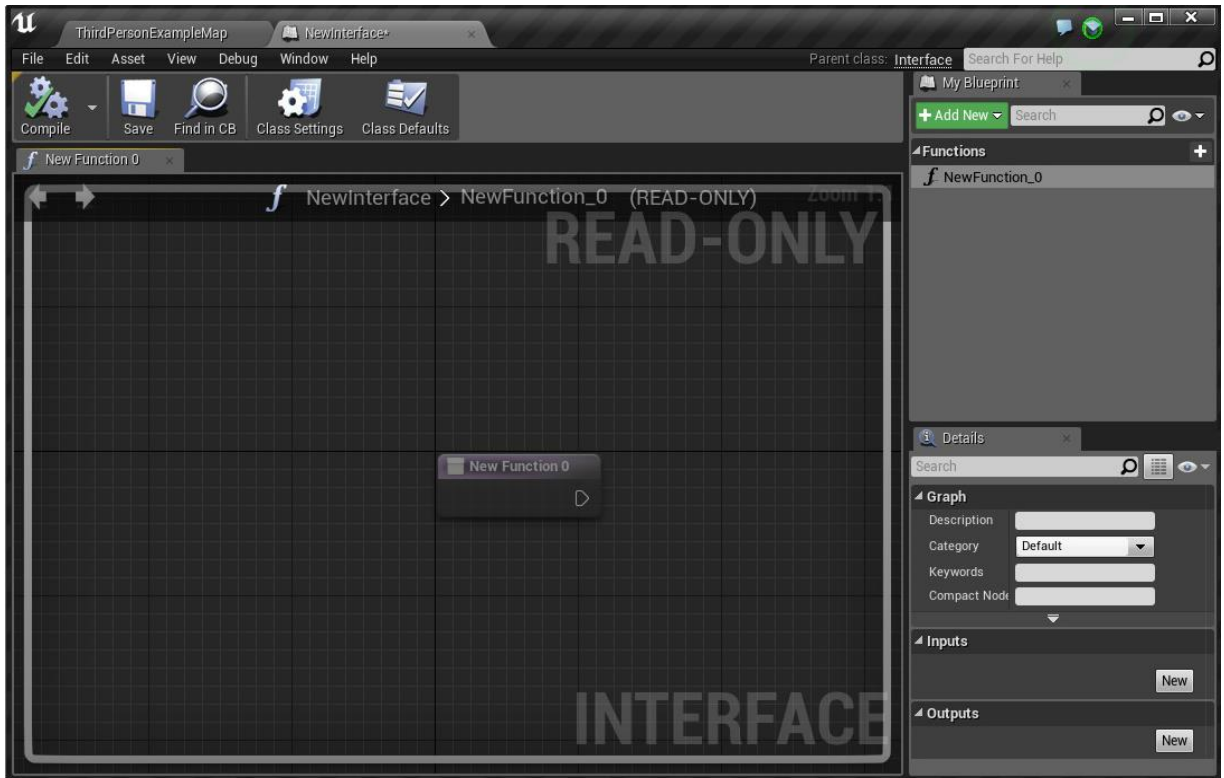 ThirdPersonExampleMap NewInterface*
File Edit Asset View Debug Window Help Parent class: Interface Search For Help
Compile Save Find in CB Class Settings Class Defaults
New Function 0
NewInterface > NewFunction_0 (READ-ONLY)
READ-ONLY
New Function 0
INTERFACE
My Blueprint
Add New Search
Functions
NewFunction_0
Details
Search
Graph
Description
Category Default
Keywords
Compact Node
Inputs
New
Outputs
New